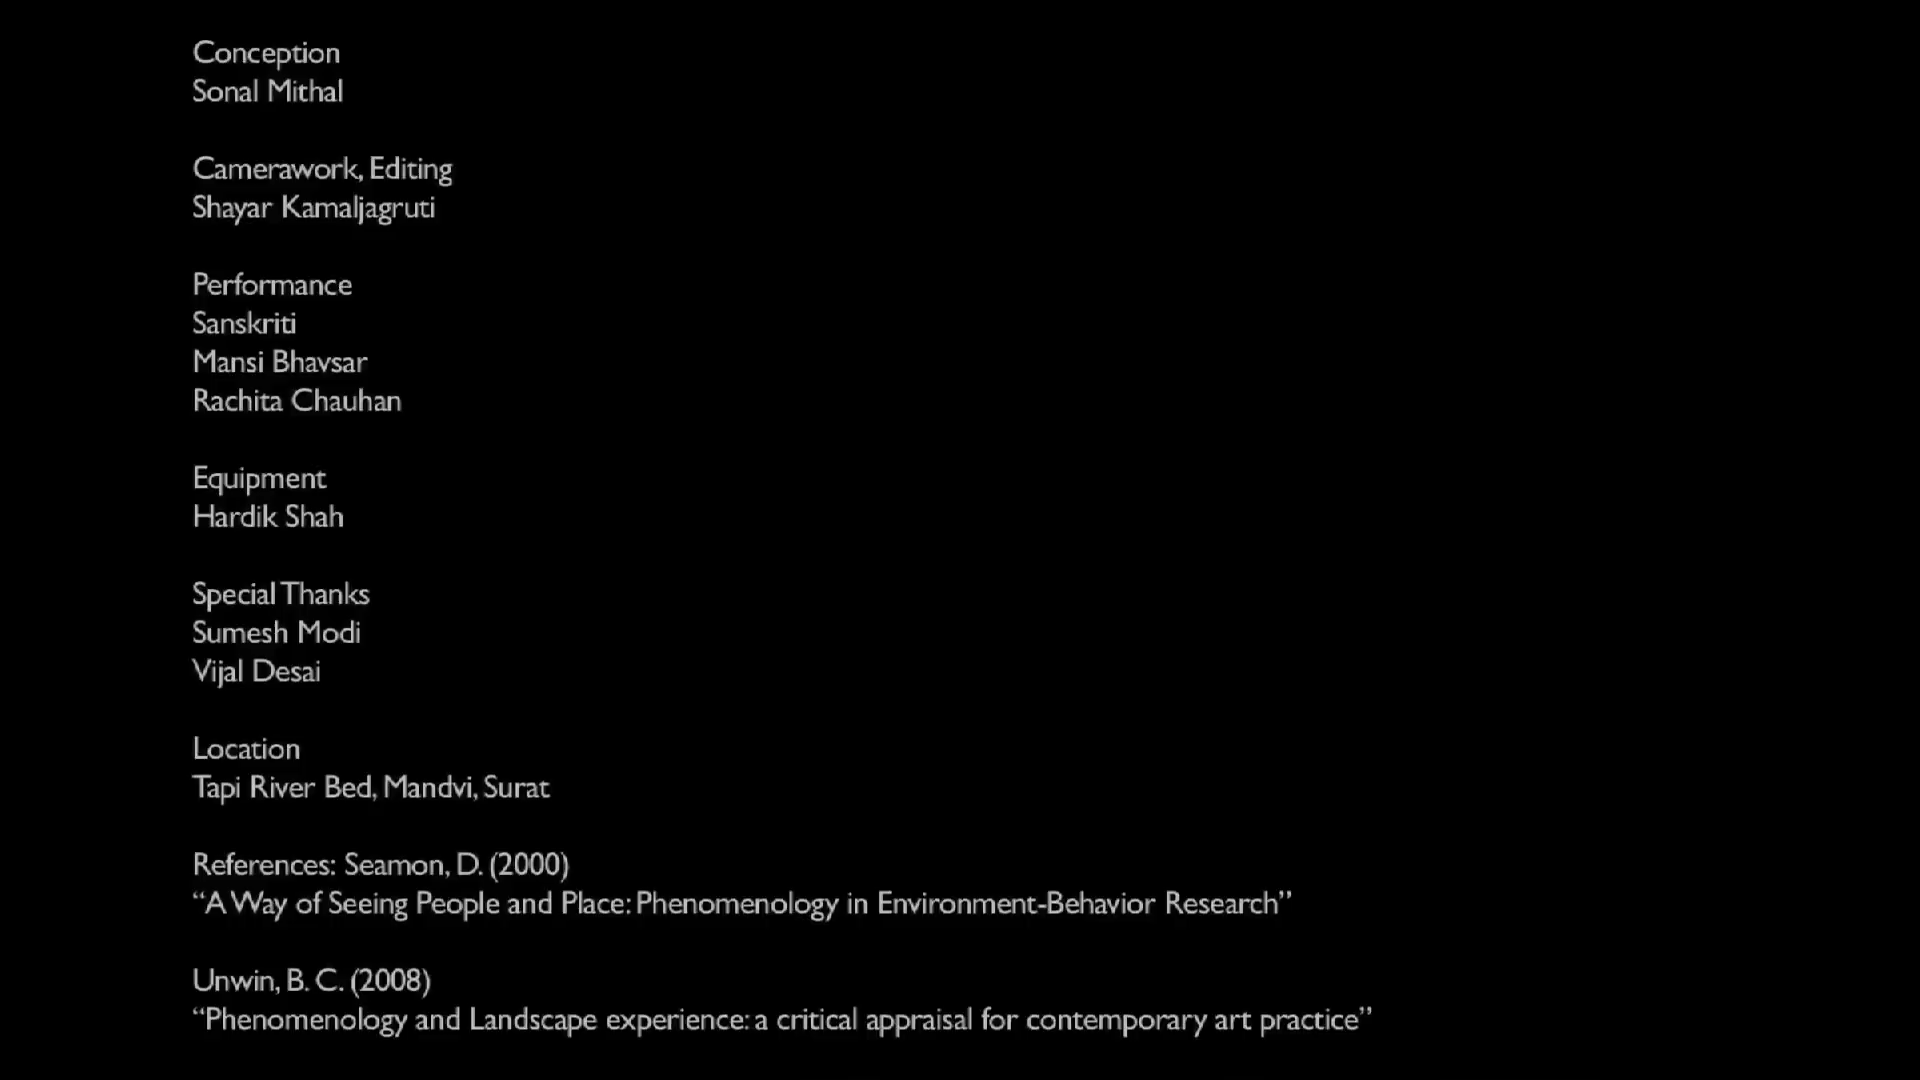 Conception
Sonal Mithal
Camerawork, Editing
Shayar Kamaljagruti
Performance
Sanskriti
Mansi Bhavsar
Rachita Chauhan
Equipment
Hardik Shah
Special Thanks
Sumesh Modi
Vijal Desai
Location
Tapi River Bed, Mandvi, Surat
References: Seamon, D. (2000)
“A Way of Seeing People and Place: Phenomenology in Environment-Behavior Research”
Unwin, B. C. (2008)
“Phenomenology and Landscape experience: a critical appraisal for contemporary art practice”